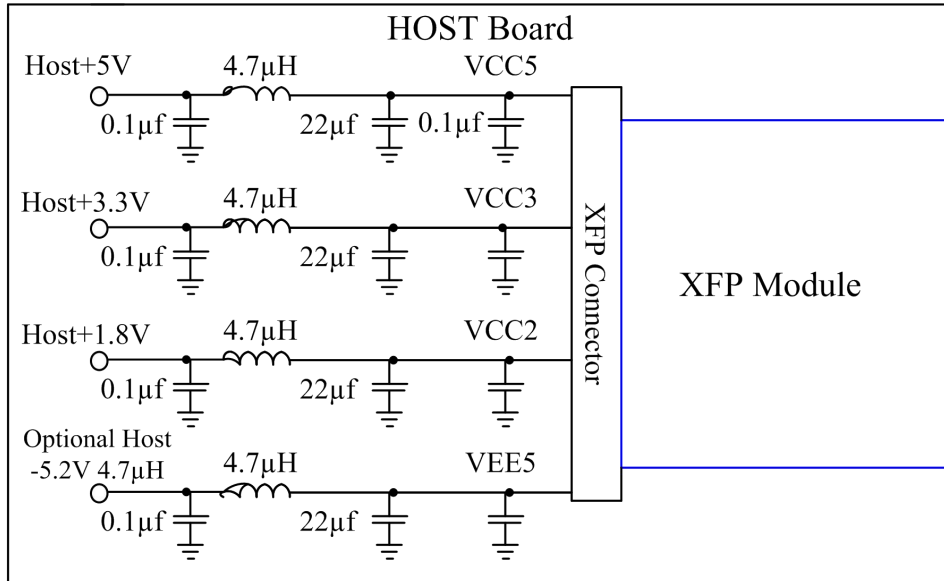 HOST Board
Host+5V
4.7µH
VCC5
0.1µf
22µf
0.1µf
Host+3.3V
4.7µH
VCC3
0.1µf
22µf
Host+1.8V
4.7µH
VCC2
0.1µf
22µf
Optional Host
-5.2V 4.7µH
4.7µH
VEE5
0.1µf
22µf
XFP Connector
XFP Module